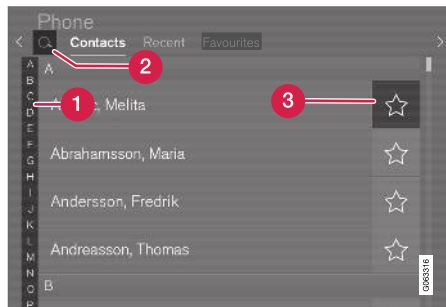 Phone
Contacts Recent Favourites
2
A
A
B
C
D
E
F
G
H
I
J
K
L
M
N
O
P
1
Melita
3
Abrahamsson, Maria
Andersson, Fredrik
Andreasson, Thomas
B
G063316